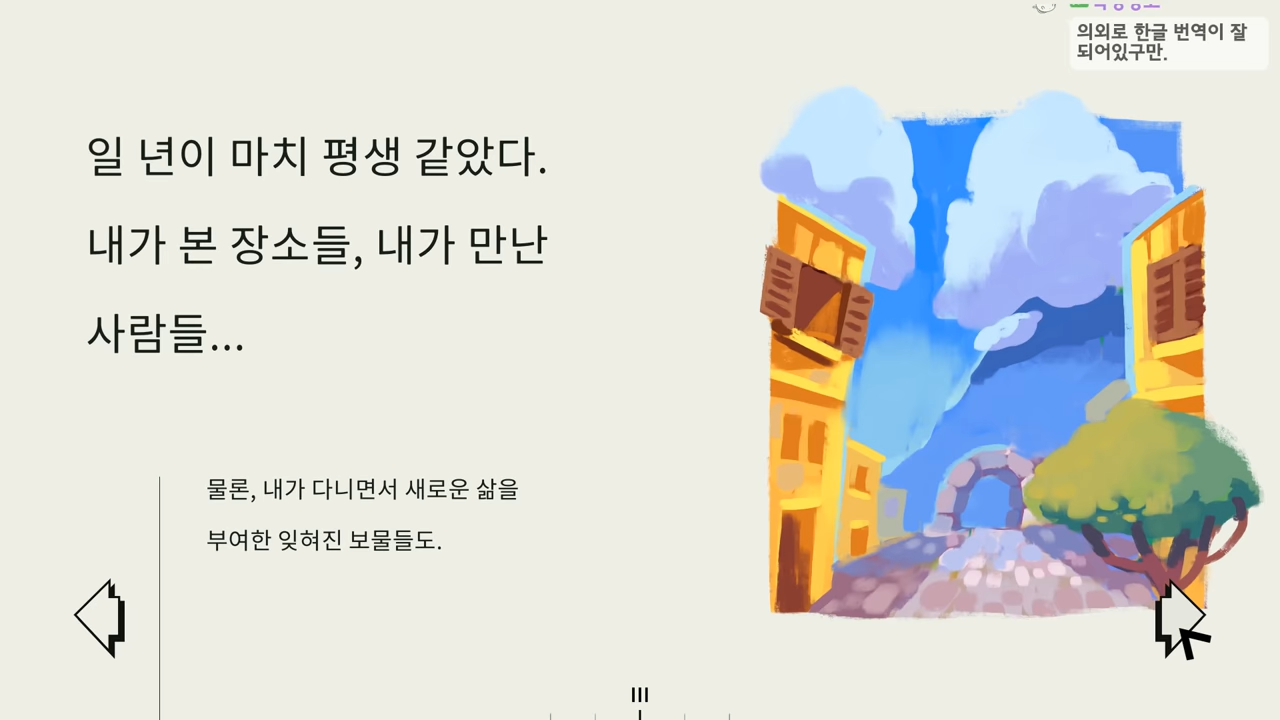 의외로 한글 번역이 잘
되어있구만.
일 년이 마치 평생 같았다.
내가 본 장소들, 내가 만난
사람들...
물론, 내가 다니면서 새로운 삶을
부여한 잊혀진 보물들도.
III